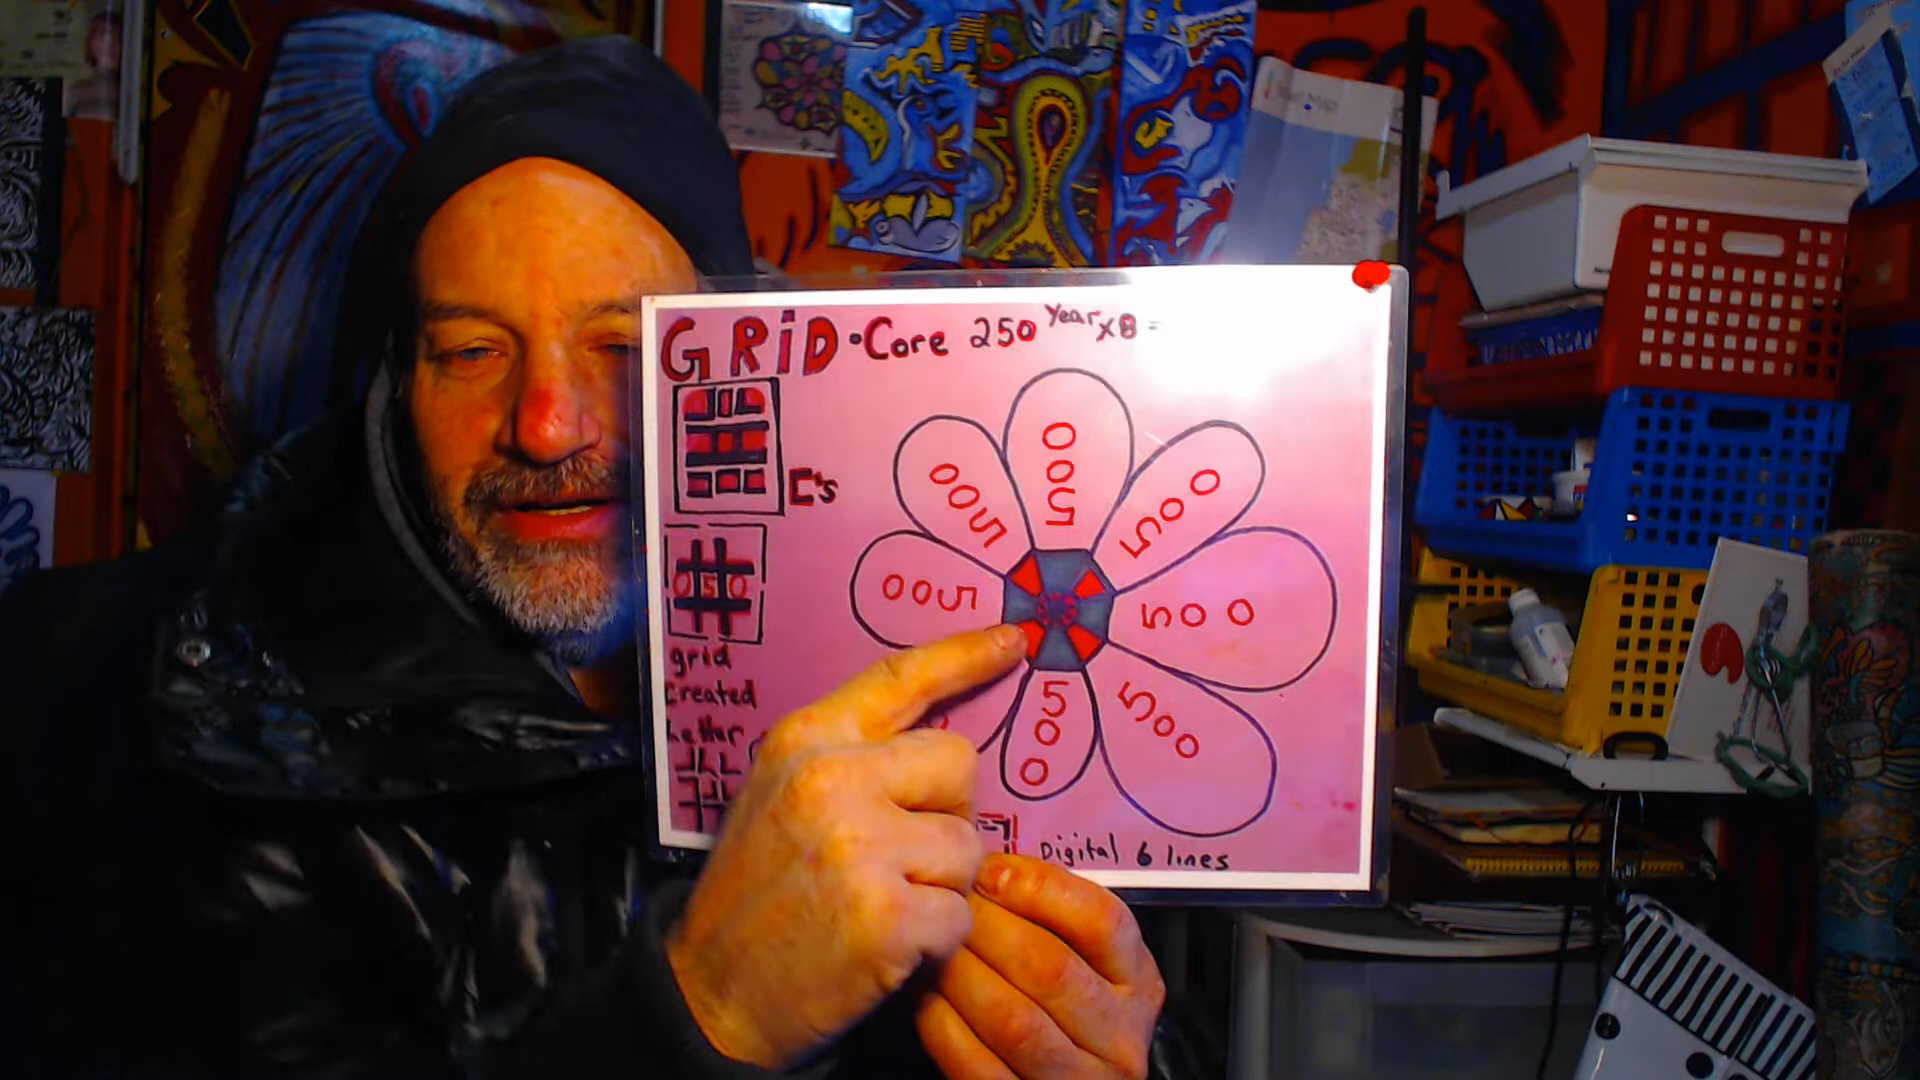 GRiD •Core 250 Year x8 =
E's
050
grid
created
letter
500
500
500
500
500
500
500
Digital 6 lines